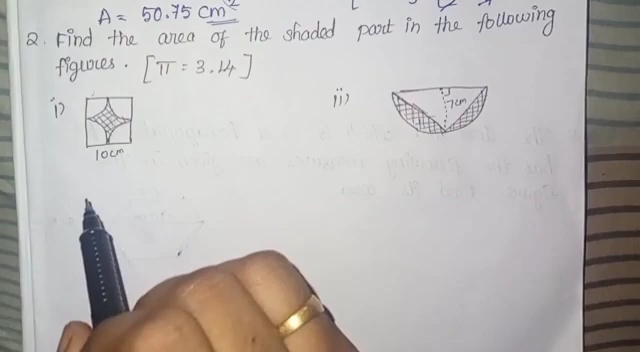 A = 50.75 cm²
2. Find the area of the shaded part in the following
figures. [π = 3.14]
i)
ii)
7cm
10cm